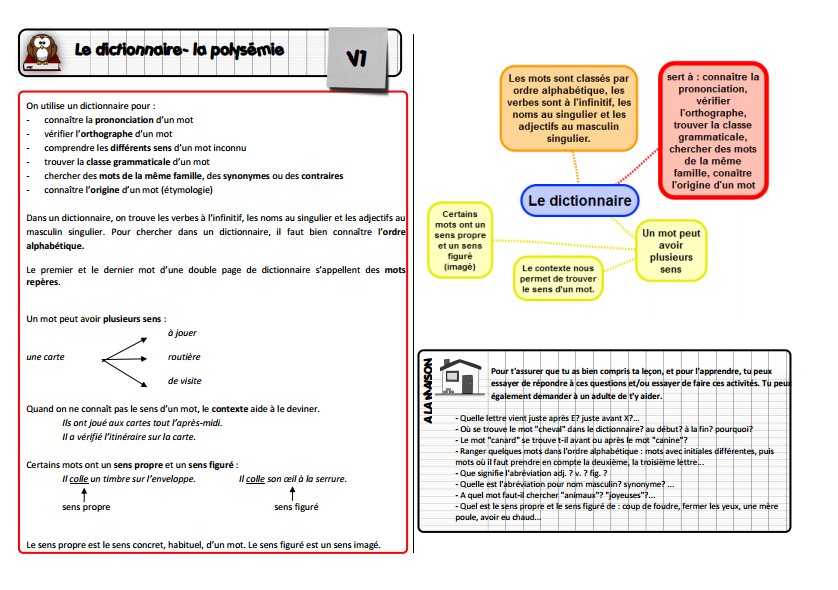 Le dictionnaire- la polysémie
V1
On utilise un dictionnaire pour :
- connaître la prononciation d'un mot
- vérifier l'orthographe d'un mot
- comprendre les différents sens d'un mot inconnu
- trouver la classe grammaticale d'un mot
- chercher des mots de la même famille, des synonymes ou des contraires
- connaître l'origine d'un mot (étymologie)
Dans un dictionnaire, on trouve les verbes à l'infinitif, les noms au singulier et les adjectifs au
masculin singulier. Pour chercher dans un dictionnaire, il faut bien connaître l'ordre
alphabétique.
Le premier et le dernier mot d'une double page de dictionnaire s'appellent des mots
repères.
Un mot peut avoir plusieurs sens :
à jouer
une carte
routière
de visite
Quand on ne connaît pas le sens d'un mot, le contexte aide à le deviner.
Ils ont joué aux cartes tout l'après-midi.
Il a vérifié l'itinéraire sur la carte.
Certains mots ont un sens propre et un sens figuré :
Il colle un timbre sur l'enveloppe.
Il colle son œil à la serrure.
sens propre
sens figuré
Le sens propre est le sens concret, habituel, d'un mot. Le sens figuré est un sens imagé.
Les mots sont classés par
ordre alphabétique, les
verbes sont à l'infinitif, les
noms au singulier et les
adjectifs au masculin
singulier.
sert à : connaître la
prononciation,
vérifier
l'orthographe,
trouver la classe
grammaticale,
chercher des mots
de la même
famille, conaître
l'origine d'un mot
Le dictionnaire
Certains
mots ont un
sens propre
et un sens
figuré
(imagé)
Le contexte nous
permet de trouver
le sens d'un mot.
Un mot peut
avoir
plusieurs
sens
A LA MAISON
Pour t'assurer que tu as bien compris ta leçon, et pour l'apprendre, tu peux
essayer de répondre à ces questions et/ou essayer de faire ces activités. Tu peux
également demander à un adulte de t'y aider.
- Quelle lettre vient juste après E? juste avant X?...
- Où se trouve le mot "cheval" dans le dictionnaire? au début? à la fin? pourquoi?
- Le mot "canard" se trouve t-il avant ou après le mot "canine"?
- Ranger quelques mots dans l'ordre alphabétique : mots avec initiales différentes, puis
mots où il faut prendre en compte la deuxième, la troisième lettre...
- Que signifie l'abréviation adj. ? v. ? fig. ?
- Quelle est l'abréviation pour nom masculin? synonyme? ...
- A quel mot faut-il chercher "animaux"? "joyeuses"?...
- Quel est le sens propre et le sens figuré de : coup de foudre, fermer les yeux, une mère
poule, avoir eu chaud...